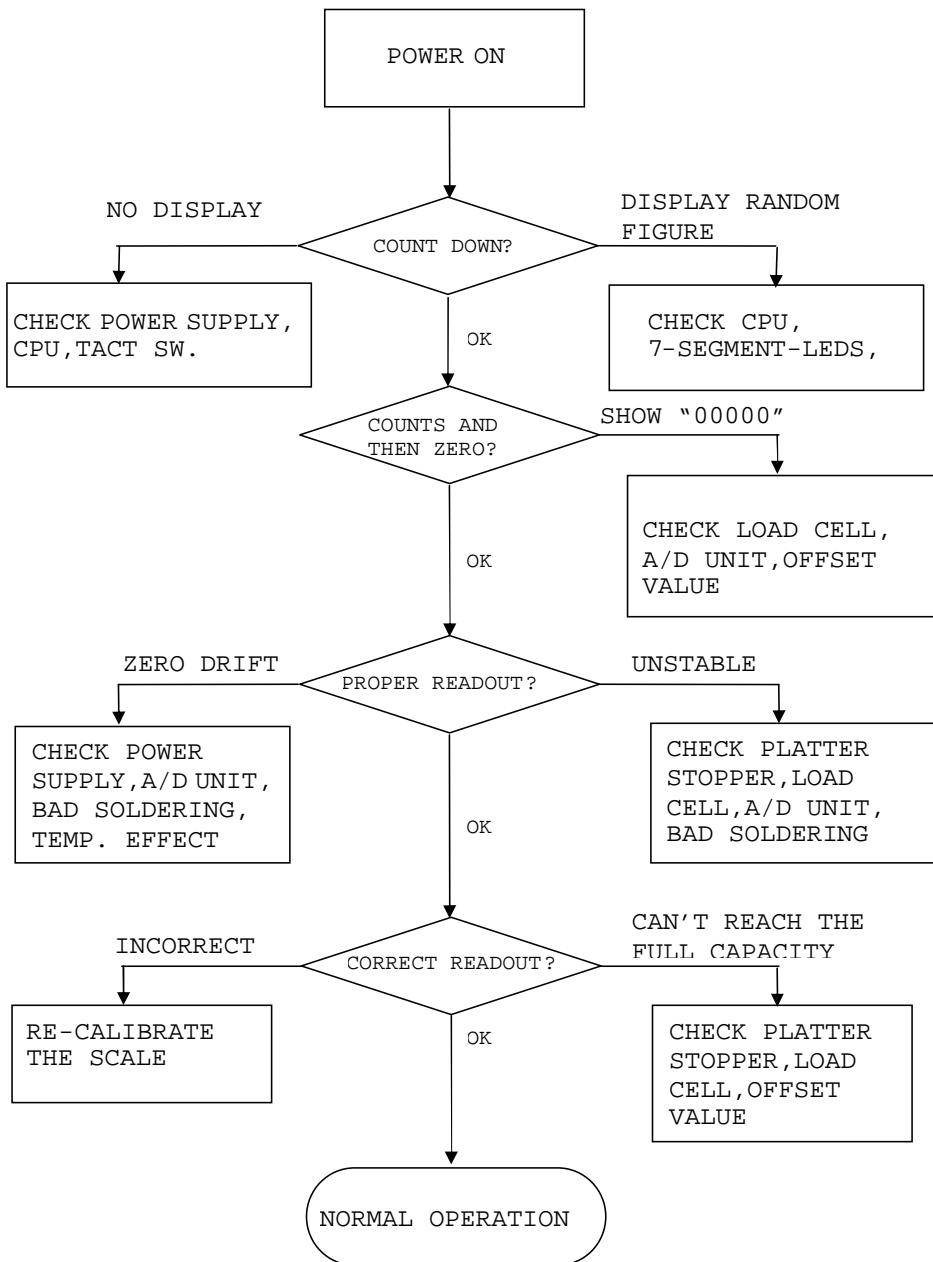 POWER ON
NO DISPLAY
DISPLAY RANDOM
FIGURE
COUNT DOWN?
CHECK POWER SUPPLY,
CPU,TACT SW.
CHECK CPU,
7-SEGMENT-LEDS,
OK
COUNTS AND
THEN ZERO?
SHOW “00000”
CHECK LOAD CELL,
A/D UNIT,OFFSET
VALUE
OK
ZERO DRIFT
PROPER READOUT?
UNSTABLE
CHECK POWER
SUPPLY,A/D UNIT,
BAD SOLDERING,
TEMP. EFFECT
CHECK PLATTER
STOPPER,LOAD
CELL,A/D UNIT,
BAD SOLDERING
OK
INCORRECT
CORRECT READOUT?
CAN’T REACH THE
FULL CAPACITY
RE-CALIBRATE
THE SCALE
CHECK PLATTER
STOPPER,LOAD
CELL,OFFSET
VALUE
OK
NORMAL OPERATION